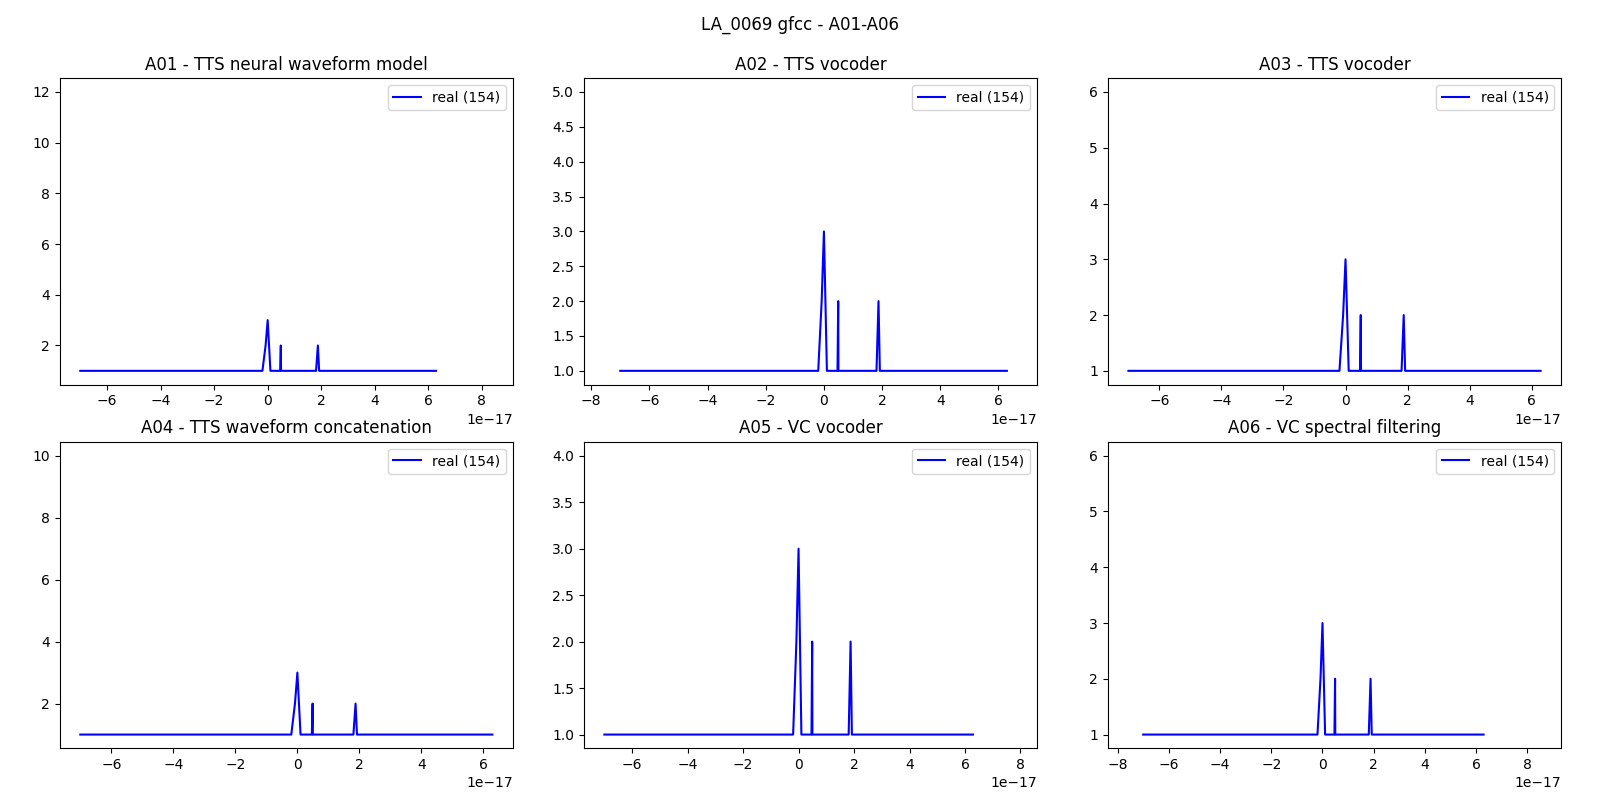 LA_0069 gfcc - A01-A06
A01 - TTS neural waveform model
A02 - TTS vocoder
A03 - TTS vocoder
real (154)
real (154)
real (154)
12
10
8
6
4
2
5.0
4.5
4.0
3.5
3.0
2.5
2.0
1.5
1.0
6
5
4
3
2
1
−6 −4 −2 0 2 4 6 8
1e−17
−8 −6 −4 −2 0 2 4 6
1e−17
−6 −4 −2 0 2 4 6
1e−17
A04 - TTS waveform concatenation
A05 - VC vocoder
A06 - VC spectral filtering
real (154)
real (154)
real (154)
10
8
6
4
2
4.0
3.5
3.0
2.5
2.0
1.5
1.0
6
5
4
3
2
1
−6 −4 −2 0 2 4 6
1e−17
−6 −4 −2 0 2 4 6 8
1e−17
−8 −6 −4 −2 0 2 4 6 8
1e−17